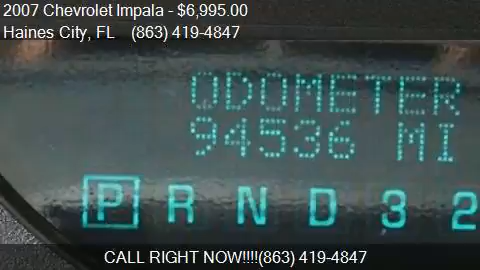 2007 Chevrolet Impala - $6,995.00
Haines City, FL (863) 419-4847
ODOMETER
94536 MI
P R N D 3 2
CALL RIGHT NOW!!!!(863) 419-4847